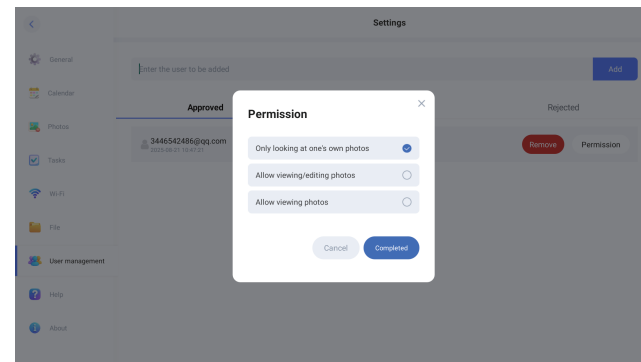 Settings
General
Enter the user to be added
Add
Calendar
Approved
Rejected
Photos
3446542486@qq.com
Remove
Permission
Tasks
Wi-Fi
File
User management
Help
About
Permission
Only looking at one's own photos
Allow viewing/editing photos
Allow viewing photos
Cancel
Completed